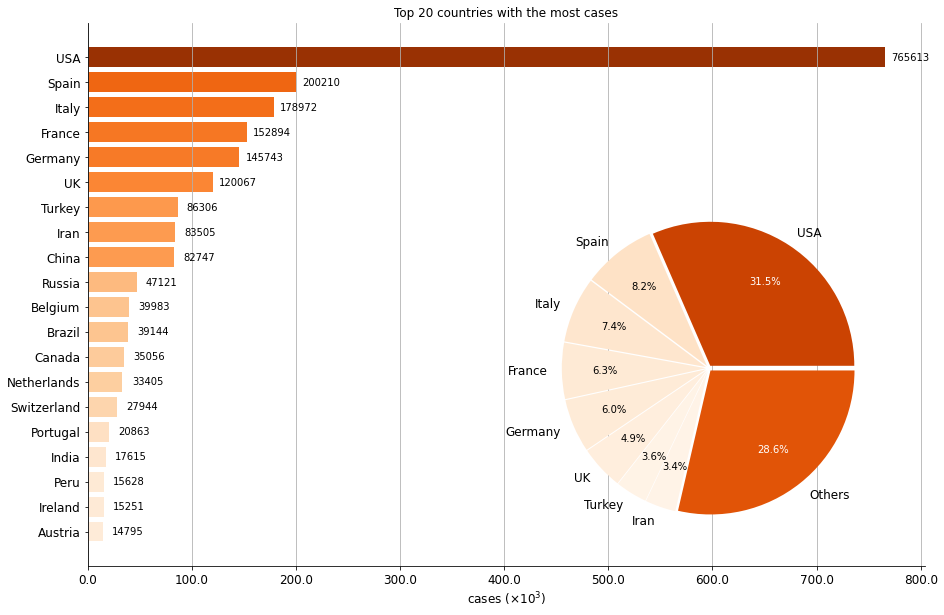 Top 20 countries with the most cases
USA 765613
Spain 200210
Italy 178972
France 152894
Germany 145743
UK 120067
Turkey 86306
Iran 83505
China 82747
Russia 47121
Belgium 39983
Brazil 39144
Canada 35056
Netherlands 33405
Switzerland 27944
Portugal 20863
India 17615
Peru 15628
Ireland 15251
Austria 14795
USA
31.5%
Spain
8.2%
Italy
7.4%
France
6.3%
Germany
6.0%
UK
4.9%
Turkey
3.6%
Iran
3.4%
Others
28.6%
0.0 100.0 200.0 300.0 400.0 500.0 600.0 700.0 800.0
cases (×10³)